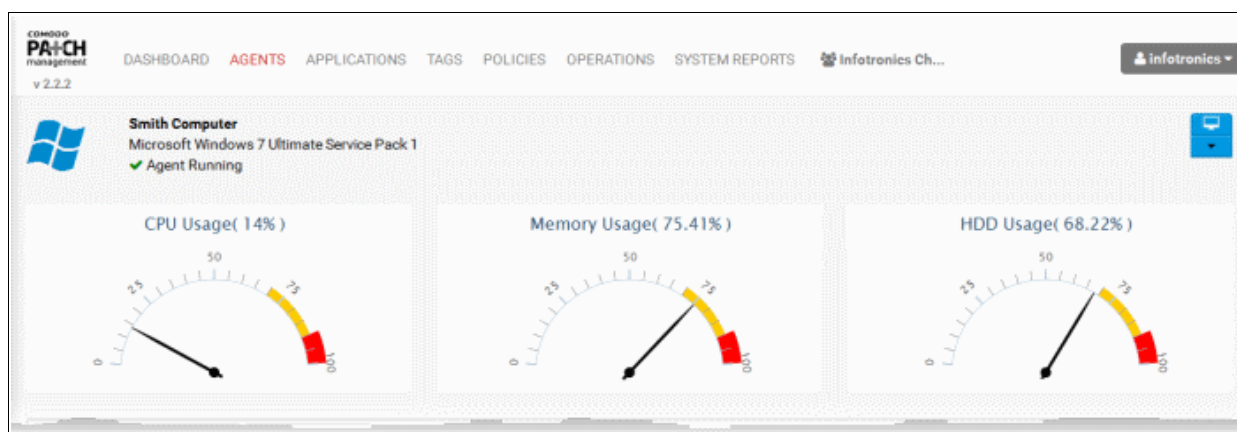 COMODO
PATCH
management
v 2.2.2
DASHBOARD AGENTS APPLICATIONS TAGS POLICIES OPERATIONS SYSTEM REPORTS Infotronics Ch... infotronics
Smith Computer
Microsoft Windows 7 Ultimate Service Pack 1
Agent Running
CPU Usage( 14% )
0 25 50 75 100
Memory Usage( 75.41% )
0 25 50 75 100
HDD Usage( 68.22% )
0 25 50 75 100